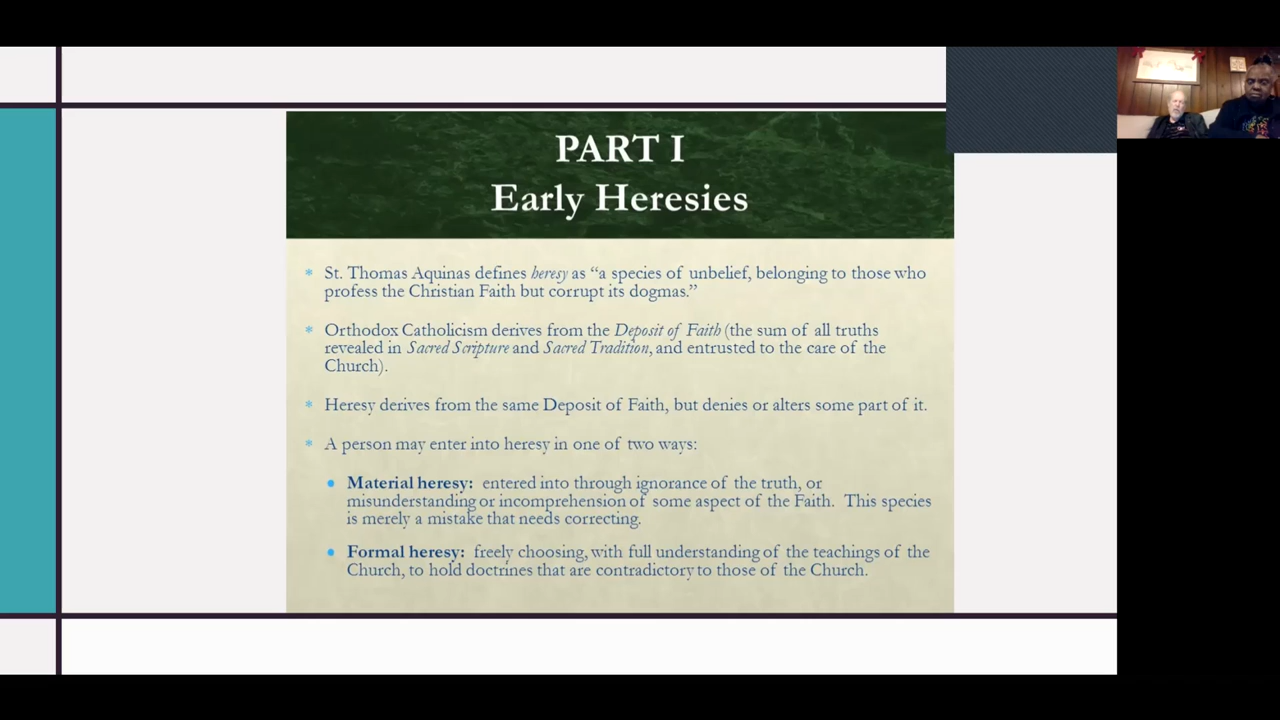 PART I
Early Heresies
* St. Thomas Aquinas defines heresy as “a species of unbelief, belonging to those who
profess the Christian Faith but corrupt its dogmas.”
* Orthodox Catholicism derives from the Deposit of Faith (the sum of all truths
revealed in Sacred Scripture and Sacred Tradition, and entrusted to the care of the
Church).
* Heresy derives from the same Deposit of Faith, but denies or alters some part of it.
* A person may enter into heresy in one of two ways:
• Material heresy: entered into through ignorance of the truth, or
misunderstanding or incomprehension of some aspect of the Faith. This species
is merely a mistake that needs correcting.
• Formal heresy: freely choosing, with full understanding of the teachings of the
Church, to hold doctrines that are contradictory to those of the Church.